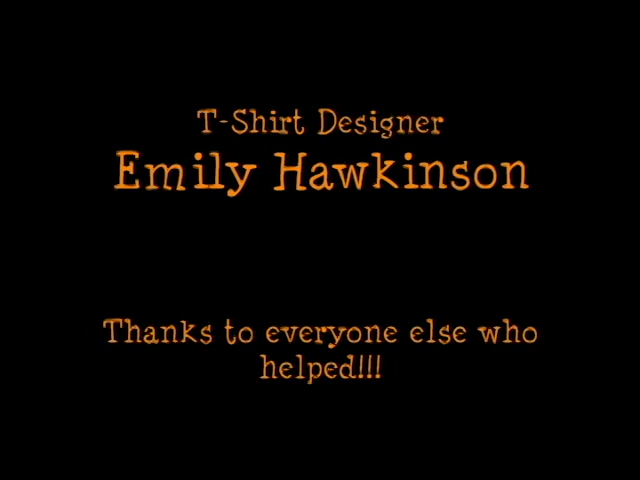 T-Shirt Designer
Emily Hawkinson
Thanks to everyone else who
helped!!!